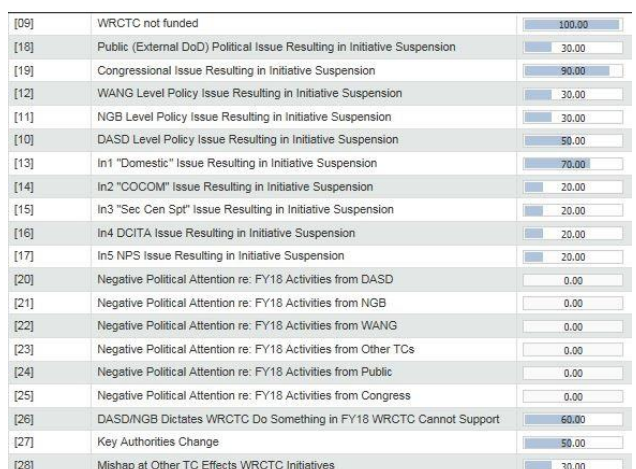 [09] WRCTC not funded 100.00
[18] Public (External DoD) Political Issue Resulting in Initiative Suspension 30.00
[19] Congressional Issue Resulting in Initiative Suspension 90.00
[12] WANG Level Policy Issue Resulting in Initiative Suspension 30.00
[11] NGB Level Policy Issue Resulting in Initiative Suspension 30.00
[10] DASD Level Policy Issue Resulting in Initiative Suspension 50.00
[13] In1 "Domestic" Issue Resulting in Initiative Suspension 70.00
[14] In2 "COCOM" Issue Resulting in Initiative Suspension 20.00
[15] In3 "Sec Cen Spt" Issue Resulting in Initiative Suspension 20.00
[16] In4 DCITA Issue Resulting in Initiative Suspension 20.00
[17] In5 NPS Issue Resulting in Initiative Suspension 20.00
[20] Negative Political Attention re: FY18 Activities from DASD 0.00
[21] Negative Political Attention re: FY18 Activities from NGB 0.00
[22] Negative Political Attention re: FY18 Activities from WANG 0.00
[23] Negative Political Attention re: FY18 Activities from Other TCs 0.00
[24] Negative Political Attention re: FY18 Activities from Public 0.00
[25] Negative Political Attention re: FY18 Activities from Congress 0.00
[26] DASD/NGB Dictates WRCTC Do Something in FY18 WRCTC Cannot Support 60.00
[27] Key Authorities Change 50.00
[28] Mishap at Other TC Effects WRCTC Initiatives 30.00